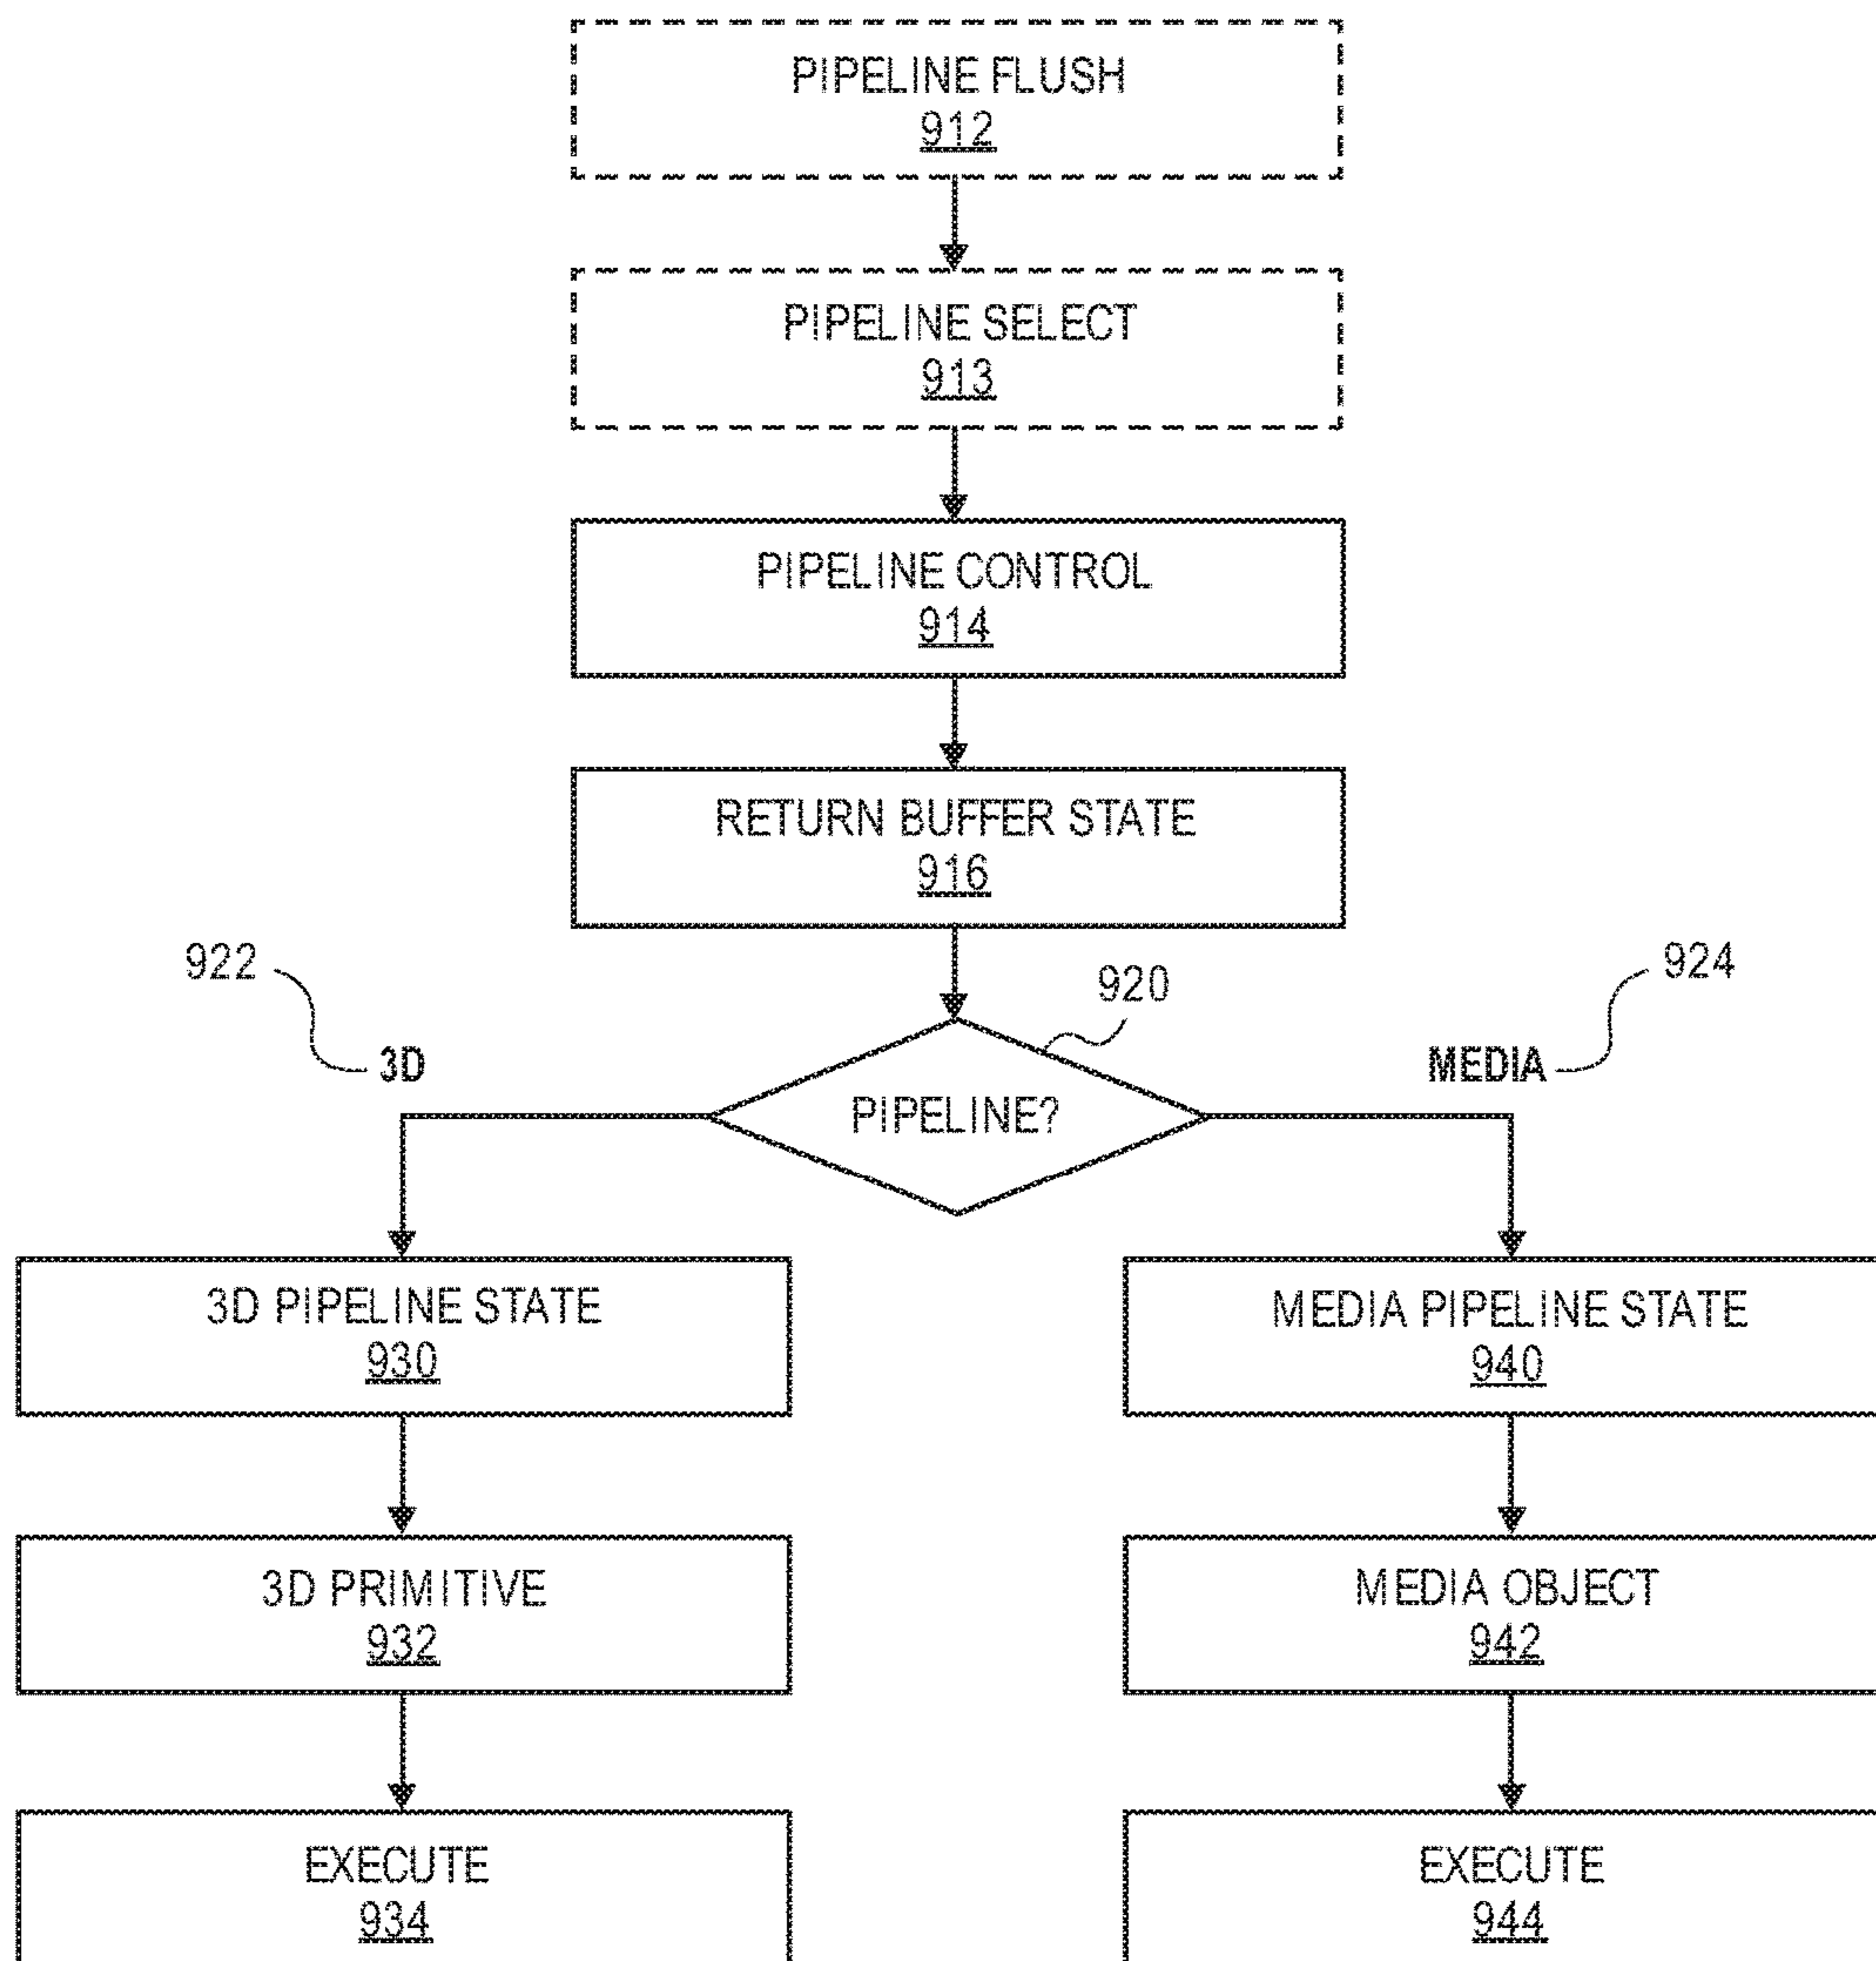 PIPELINE FLUSH
912
PIPELINE SELECT
913
PIPELINE CONTROL
914
RETURN BUFFER STATE
916
922
920
924
3D
MEDIA
PIPELINE?
3D PIPELINE STATE
930
MEDIA PIPELINE STATE
940
3D PRIMITIVE
932
MEDIA OBJECT
942
EXECUTE
934
EXECUTE
944